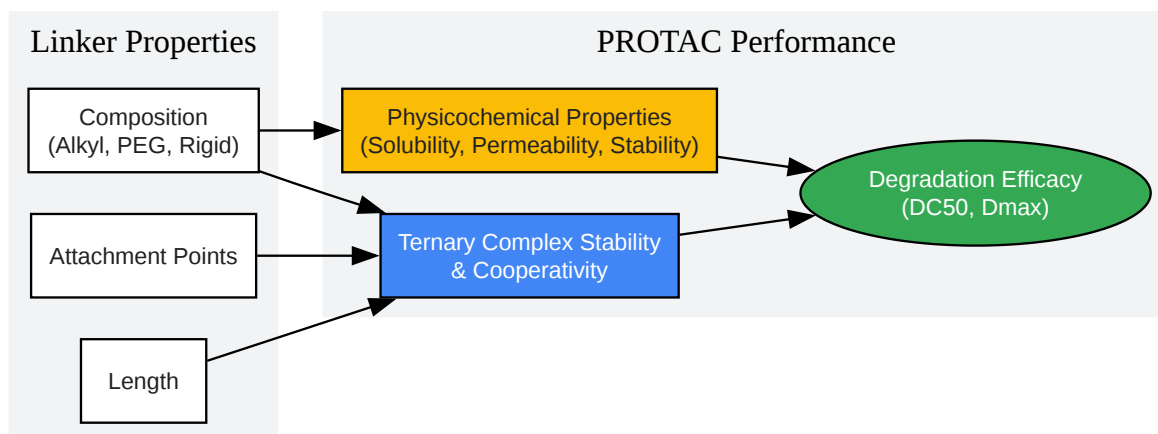 Linker Properties
PROTAC Performance
Composition
(Alkyl, PEG, Rigid)
Physicochemical Properties
(Solubility, Permeability, Stability)
Degradation Efficacy
(DC50, Dmax)
Attachment Points
Ternary Complex Stability
& Cooperativity
Length